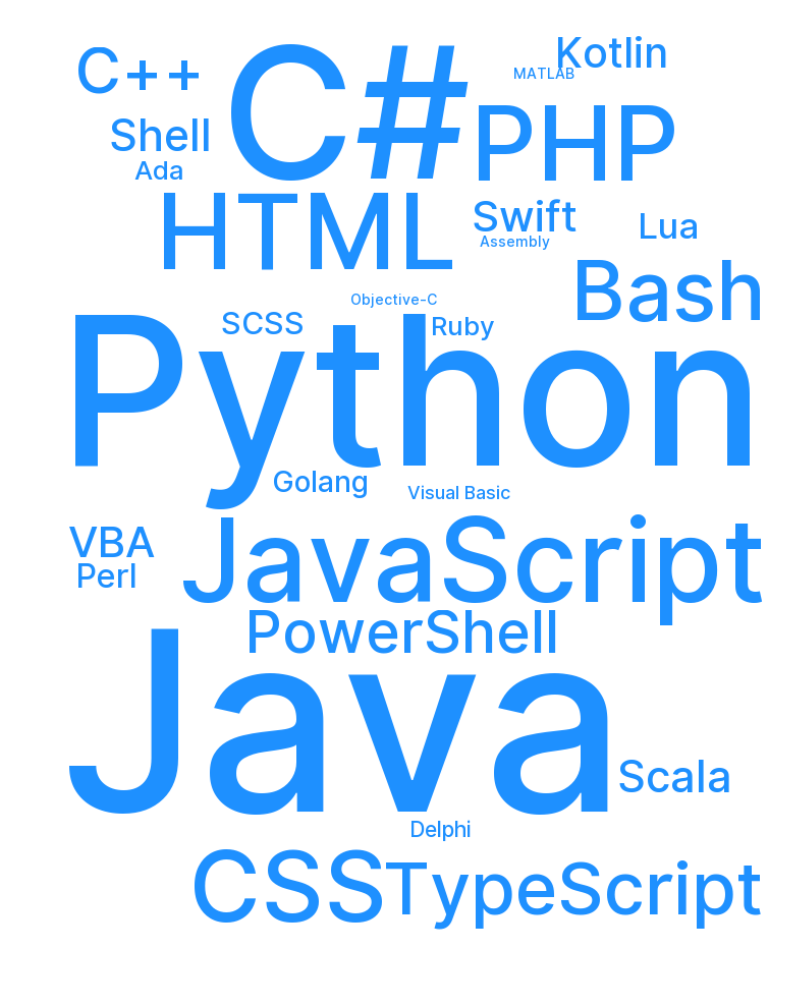 Kotlin
C++
C#
MATLAB
PHP
Shell
Ada
HTML
Swift
Lua
Assembly
Bash
Objective-C
SCSS
Ruby
Python
Golang
Visual Basic
JavaScript
VBA
Perl
PowerShell
Java
Scala
Delphi
CSS
TypeScript